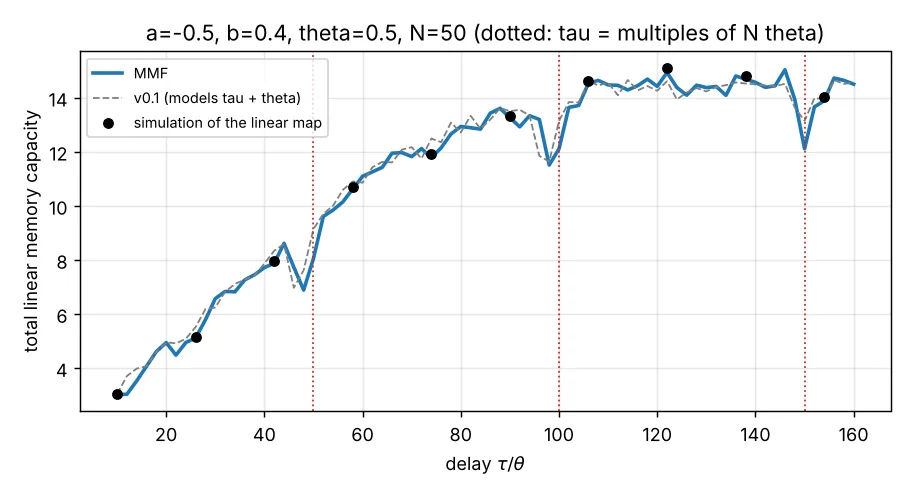 a=-0.5, b=0.4, theta=0.5, N=50 (dotted: tau = multiples of N theta)
MMF
v0.1 (models tau + theta)
simulation of the linear map
total linear memory capacity
14
12
10
8
6
4
20 40 60 80 100 120 140 160
delay τ/θ